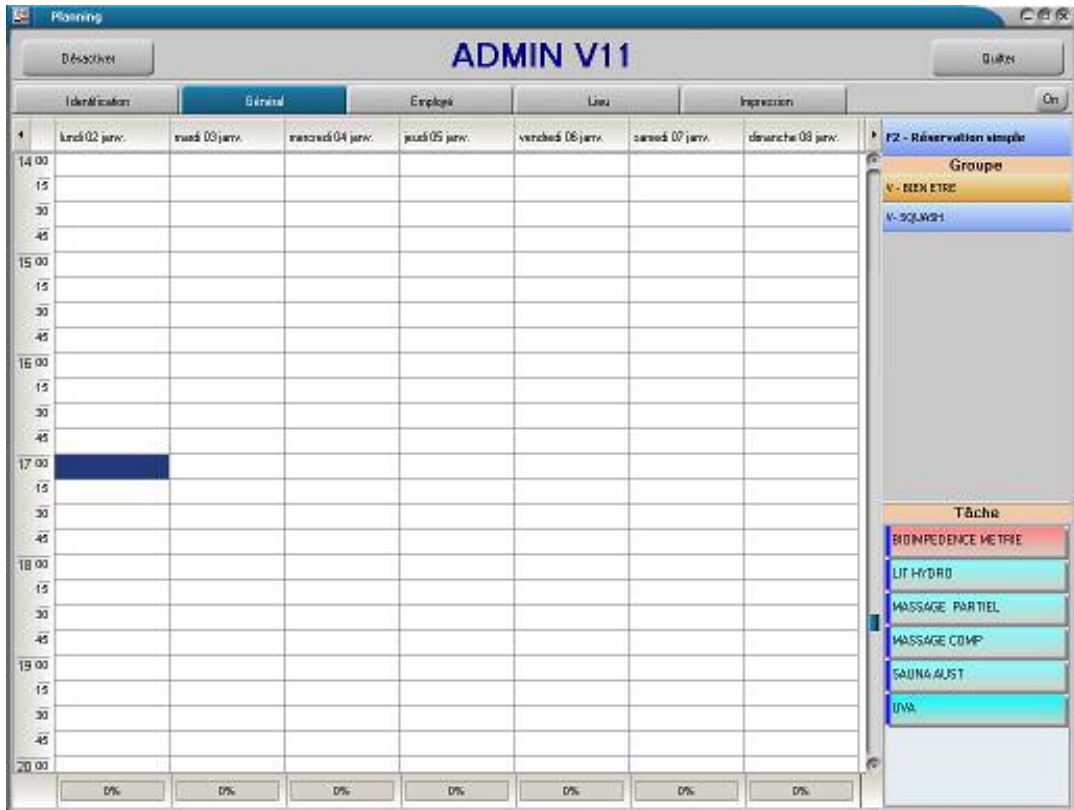 Planning
Désactiver
ADMIN V11
Quitter
Identification
Général
Employé
Lieu
Impression
On
lundi 02 janv.
mardi 03 janv.
mercredi 04 janv.
jeudi 05 janv.
vendredi 06 janv.
samedi 07 janv.
dimanche 08 janv.
F2 - Réservation simple
Groupe
V - BIEN ETRE
V- SQUASH
14 00
15
30
45
15 00
15
30
45
16 00
15
30
45
17 00
15
30
45
18 00
15
30
45
19 00
15
30
45
20 00
Tâche
BIOIMPEDENCE METRIE
LIT HYDRO
MASSAGE PARTIEL
MASSAGE COMP
SAUNA AUST
UVA
0%
0%
0%
0%
0%
0%
0%